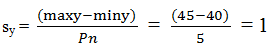 s_y = (maxy−miny)/Pn = (45−40)/5 = 1